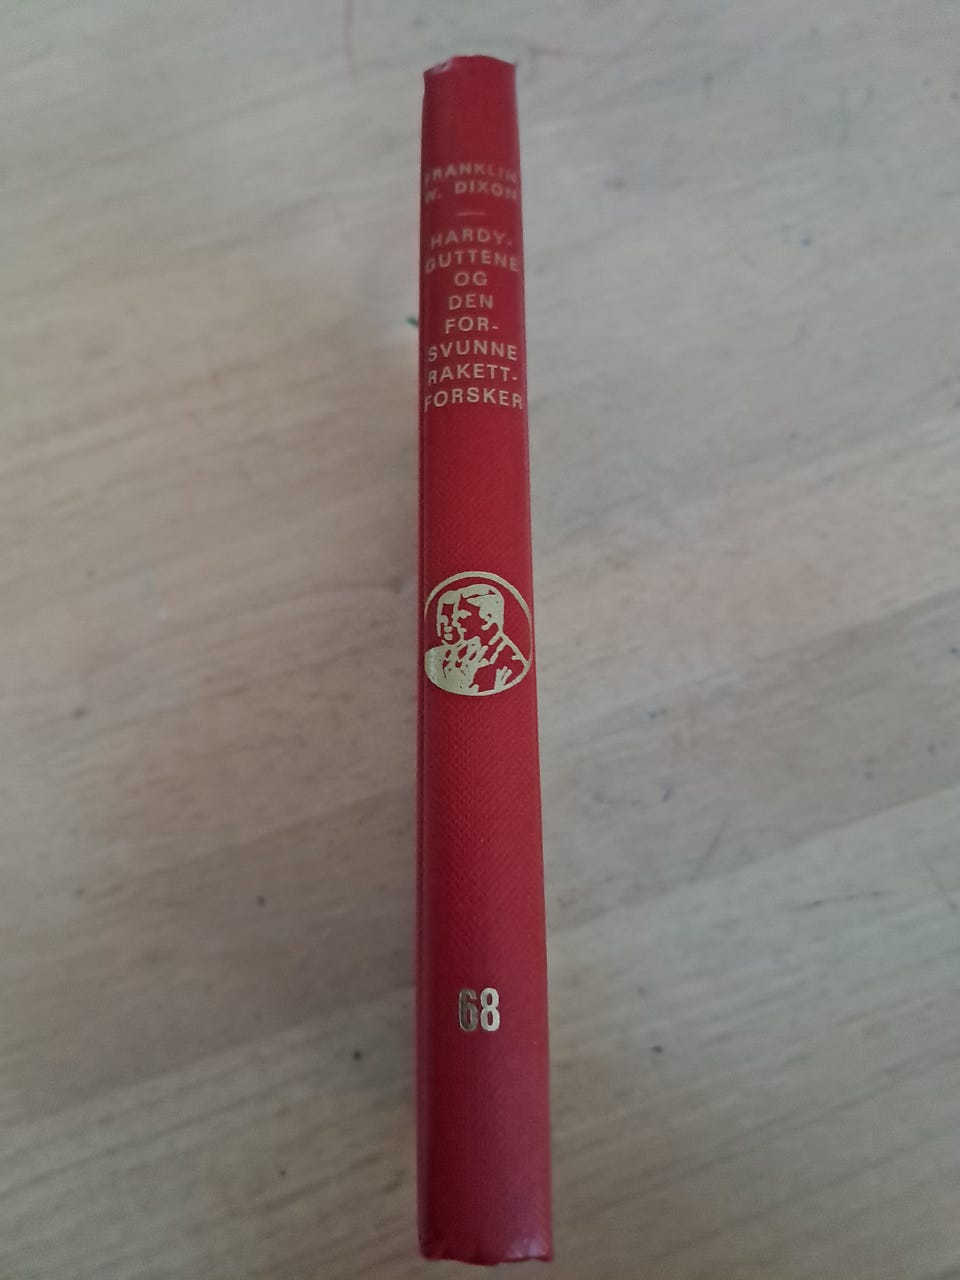 FRANKLIN
W. DIXON
HARDY-
GUTTENE
OG
DEN
FOR-
SVUNNE
RAKETT-
FORSKER
68